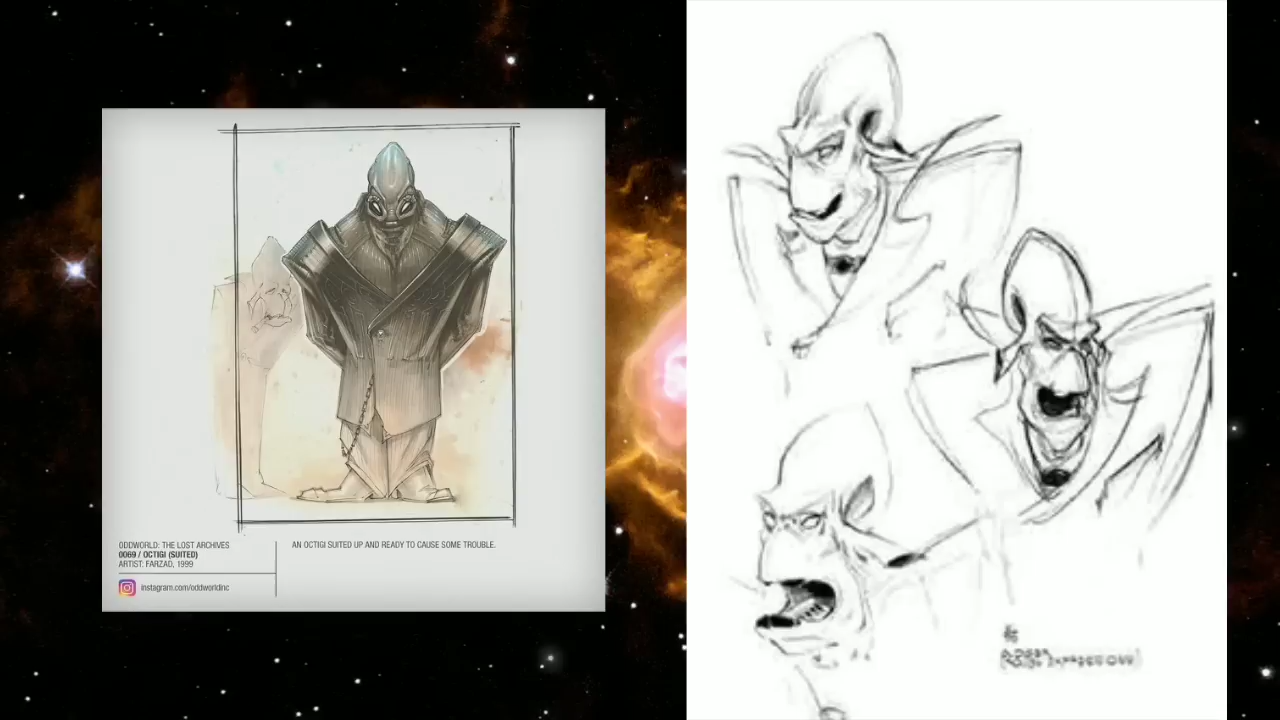 ODDWORLD: THE LOST ARCHIVES
0069 / OCTIGI (SUITED)
ARTIST: FARZAD, 1999
instagram.com/oddworldinc
AN OCTIGI SUITED UP AND READY TO CAUSE SOME TROUBLE.